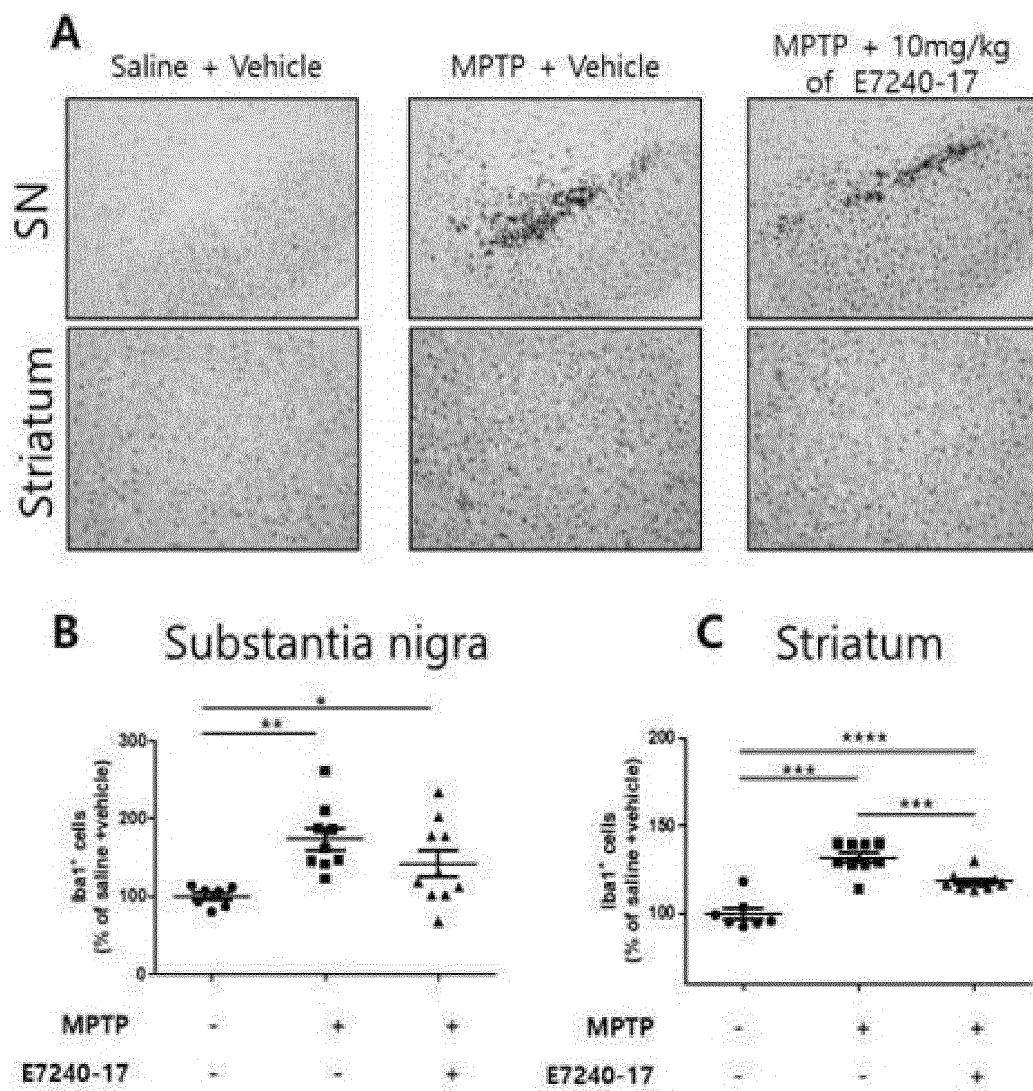 A
Saline + Vehicle
MPTP + Vehicle
MPTP + 10mg/kg
of E7240-17
SN
Striatum
B Substantia nigra
*
**
300
200
100
0
Iba1⁺ cells
(% of saline +vehicle)
MPTP - + +
E7240-17 - - +
C Striatum
****
***
***
200
150
100
Iba1⁺ cells
(% of saline +vehicle)
MPTP - + +
E7240-17 - - +